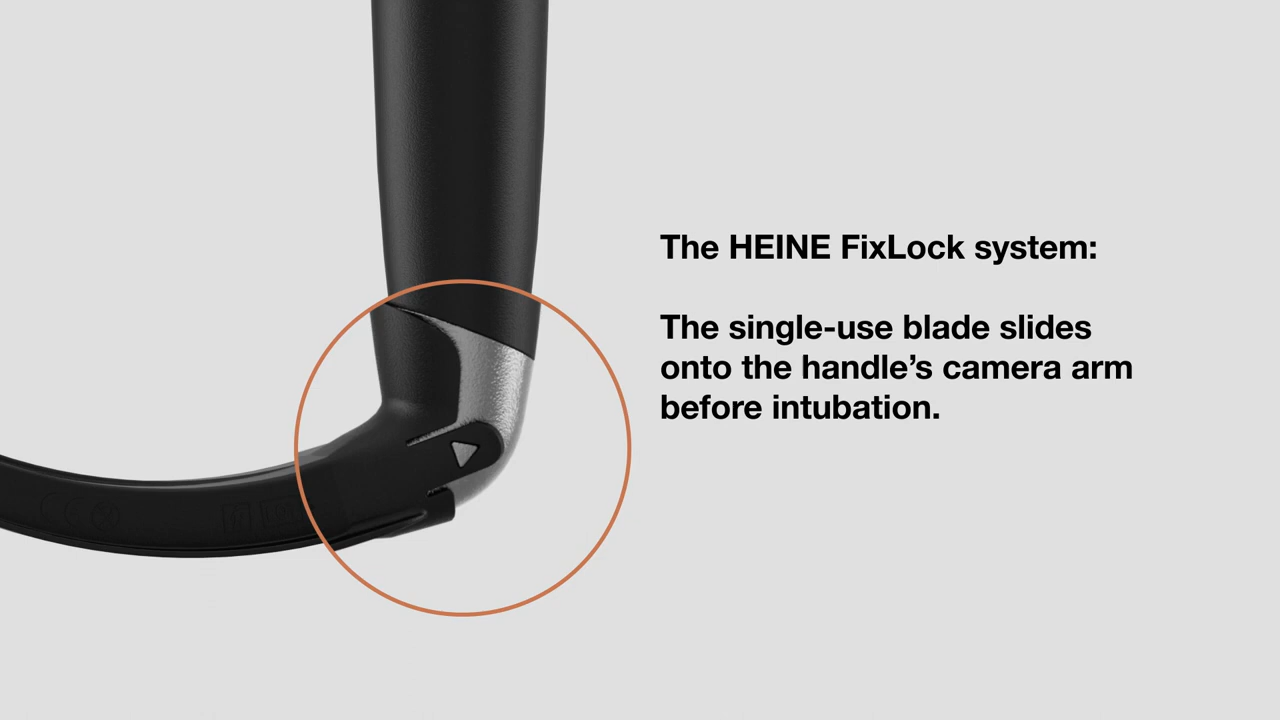 The HEINE FixLock system:
The single-use blade slides
onto the handle’s camera arm
before intubation.